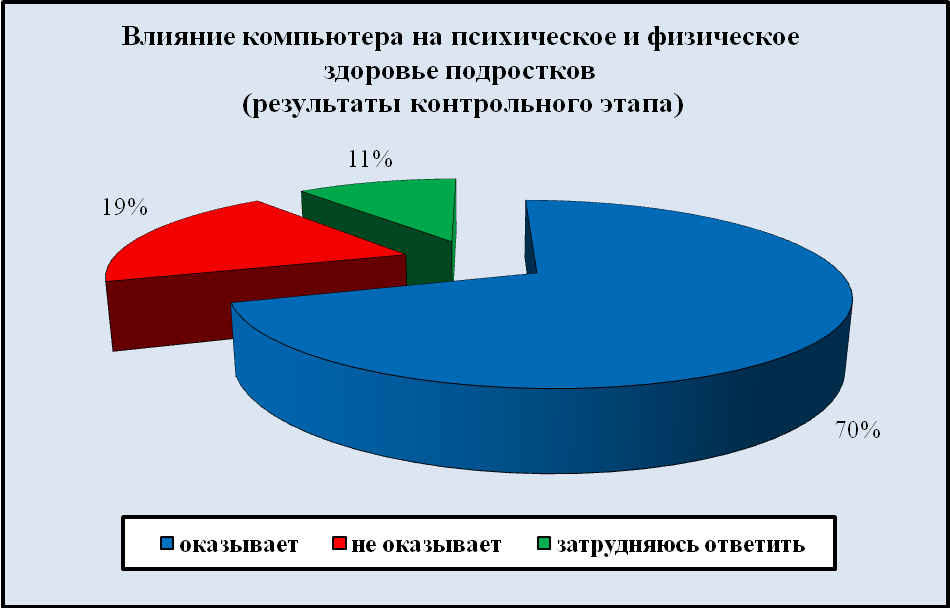 Влияние компьютера на психическое и физическое
здоровье подростков
(результаты контрольного этапа)
11%
19%
70%
оказывает не оказывает затрудняюсь ответить